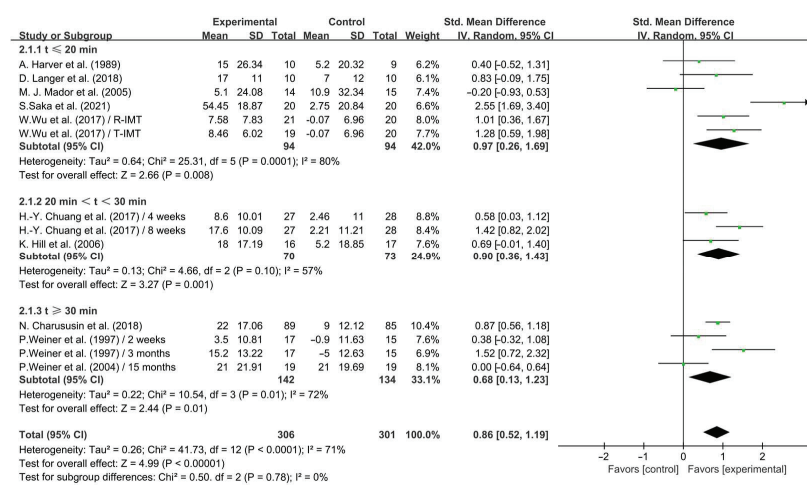 Experimental Control Std. Mean Difference Std. Mean Difference
Study or Subgroup Mean SD Total Mean SD Total Weight IV, Random, 95% CI IV, Random, 95% CI
2.1.1 t ⩽ 20 min
A. Harver et al. (1989) 15 26.34 10 5.2 20.32 9 6.2% 0.40 [-0.52, 1.31]
D. Langer et al. (2018) 17 11 10 7 12 10 6.1% 0.83 [-0.09, 1.75]
M. J. Mador et al. (2005) 5.1 24.08 14 10.9 32.34 15 7.5% -0.20 [-0.93, 0.53]
S.Saka et al. (2021) 54.45 18.87 20 2.75 20.84 20 6.6% 2.55 [1.69, 3.40]
W.Wu et al. (2017) / R-IMT 7.58 7.83 21 -0.07 6.96 20 8.1% 1.01 [0.36, 1.67]
W.Wu et al. (2017) / T-IMT 8.46 6.02 19 -0.07 6.96 20 7.7% 1.28 [0.59, 1.98]
Subtotal (95% CI) 94 94 42.0% 0.97 [0.26, 1.69]
Heterogeneity: Tau² = 0.64; Chi² = 25.31, df = 5 (P = 0.0001); I² = 80%
Test for overall effect: Z = 2.66 (P = 0.008)
2.1.2 20 min < t < 30 min
H.-Y. Chuang et al. (2017) / 4 weeks 8.6 10.01 27 2.46 11 28 8.8% 0.58 [0.03, 1.12]
H.-Y. Chuang et al. (2017) / 8 weeks 17.6 10.09 27 2.21 11.21 28 8.6% 1.42 [0.82, 2.02]
K. Hill et al. (2006) 18 17.19 16 5.2 18.85 17 7.6% 0.69 [-0.01, 1.40]
Subtotal (95% CI) 70 73 24.9% 0.90 [0.36, 1.43]
Heterogeneity: Tau² = 0.13; Chi² = 4.66, df = 2 (P = 0.10); I² = 57%
Test for overall effect: Z = 3.27 (P = 0.001)
2.1.3 t ⩾ 30 min
N. Charususin et al. (2018) 22 17.06 89 9 12.12 85 10.4% 0.87 [0.56, 1.18]
P.Weiner et al. (1997) / 2 weeks 3.5 10.81 17 -0.9 11.63 15 7.6% 0.38 [-0.32, 1.08]
P.Weiner et al. (1997) / 3 months 15.2 13.22 17 -5 12.63 15 6.9% 1.52 [0.72, 2.32]
P.Weiner et al. (2004) / 15 months 21 21.91 19 21 19.69 19 8.1% 0.00 [-0.64, 0.64]
Subtotal (95% CI) 142 134 33.1% 0.68 [0.13, 1.23]
Heterogeneity: Tau² = 0.22; Chi² = 10.54, df = 3 (P = 0.01); I² = 72%
Test for overall effect: Z = 2.44 (P = 0.01)
Total (95% CI) 306 301 100.0% 0.86 [0.52, 1.19]
Heterogeneity: Tau² = 0.26; Chi² = 41.73, df = 12 (P < 0.0001); I² = 71%
Test for overall effect: Z = 4.99 (P < 0.00001)
Test for subgroup differences: Chi² = 0.50. df = 2 (P = 0.78); I² = 0%
-2 -1 0 1 2
Favors [control] Favors [experimental]